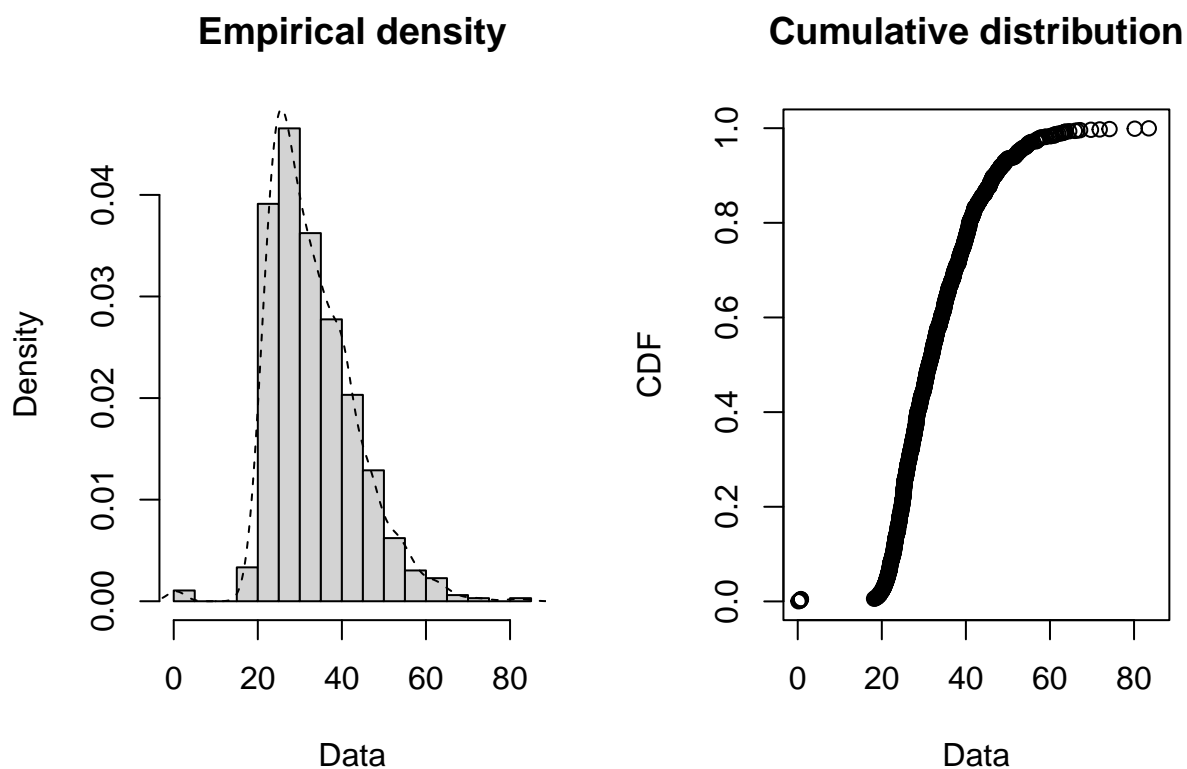 Empirical density
Density
0.00 0.01 0.02 0.03 0.04
0 20 40 60 80
Data
Cumulative distribution
CDF
0.0 0.2 0.4 0.6 0.8 1.0
0 20 40 60 80
Data